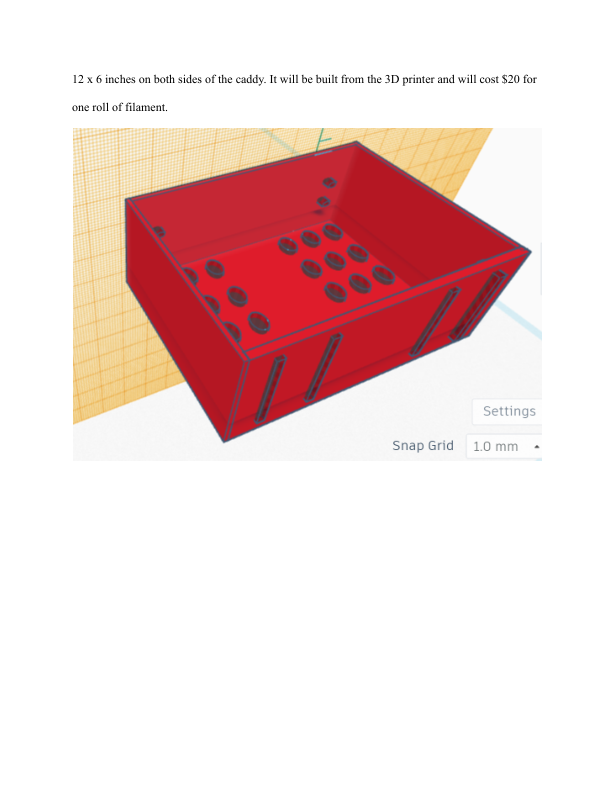 12 x 6 inches on both sides of the caddy. It will be built from the 3D printer and will cost $20 for
one roll of filament.
Settings
Snap Grid 1.0 mm